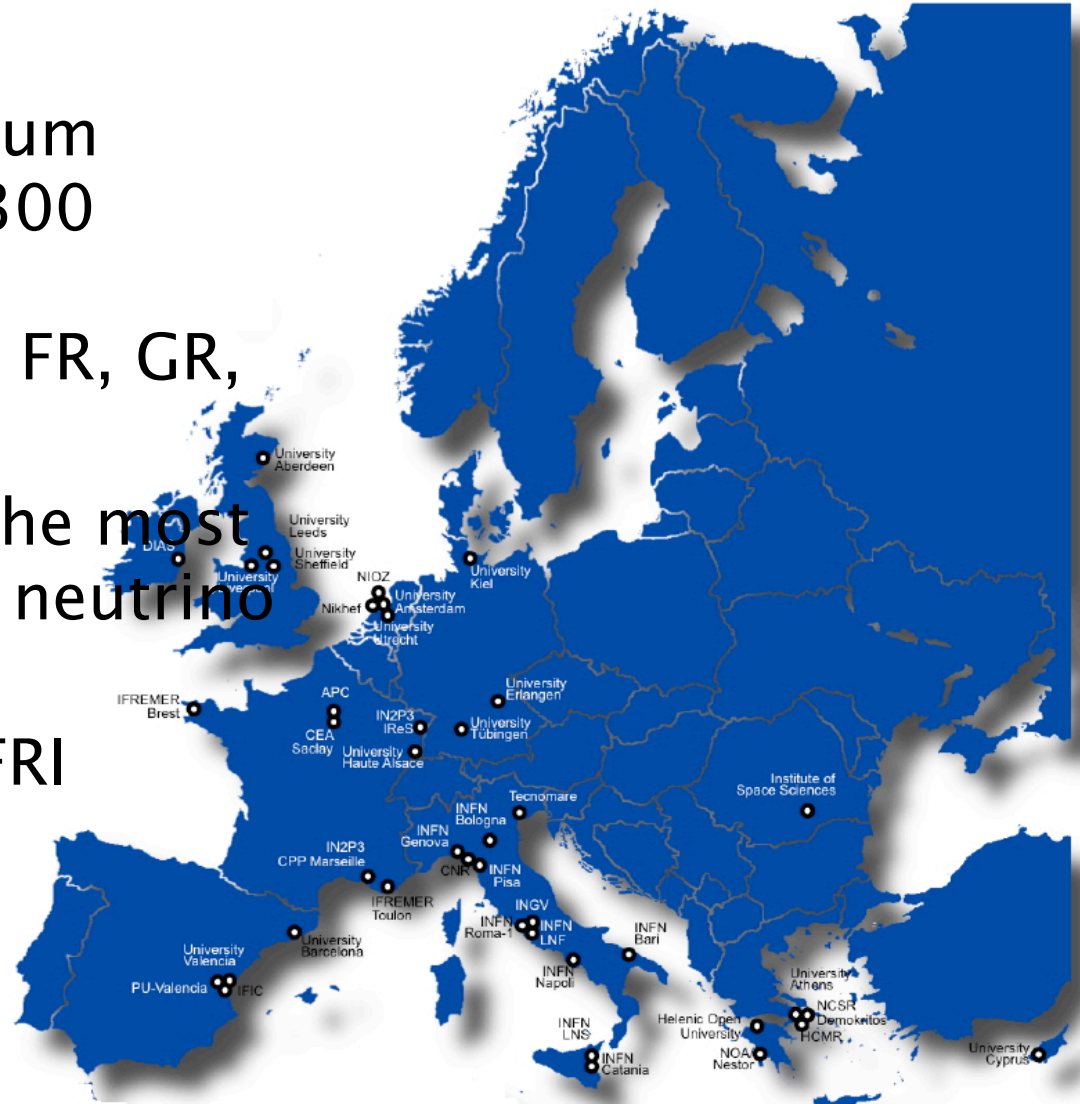 um
300
FR, GR,
he most
neutrino
FRI
University
Aberdeen
University
Leeds
University
Sheffield
DIAS
University
NIOZ
Nikhef
University
Amsterdam
University
Utrecht
University
Kiel
University
Erlangen
University
Tübingen
IFREMER
Brest
APC
CEA
Saclay
IN2P3
IReS
University
Haute Alsace
Institute of
Space Sciences
Tecnomare
INFN
Bologna
INFN
Genova
CNR
INFN
Pisa
IN2P3
CPP Marseille
IFREMER
Toulon
INGV
INFN
Roma-1
INFN
LNF
INFN
Bari
INFN
Napoli
University
Barcelona
University
Valencia
PU-Valencia
IFIC
INFN
LNS
INFN
Catania
University
Athens
NCSR
Demokritos
HCMR
Helenic Open
University
NOA/
Nestor
University
Cyprus